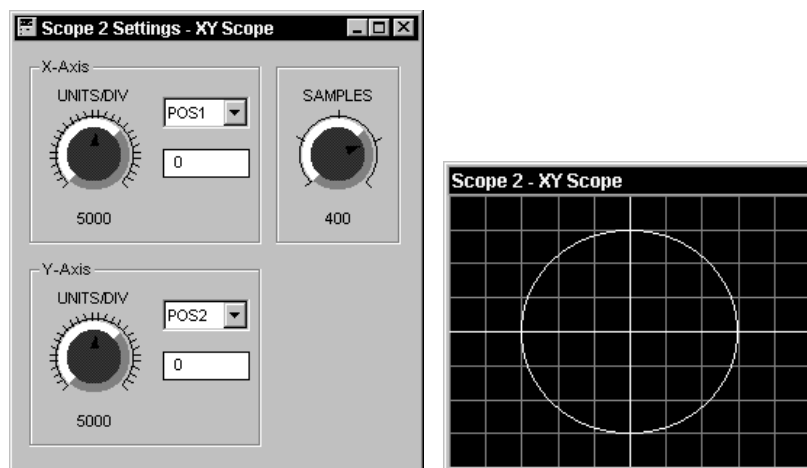 Scope 2 Settings - XY Scope
X-Axis
UNITS/DIV
POS1
0
5000
SAMPLES
400
Y-Axis
UNITS/DIV
POS2
0
5000
Scope 2 - XY Scope